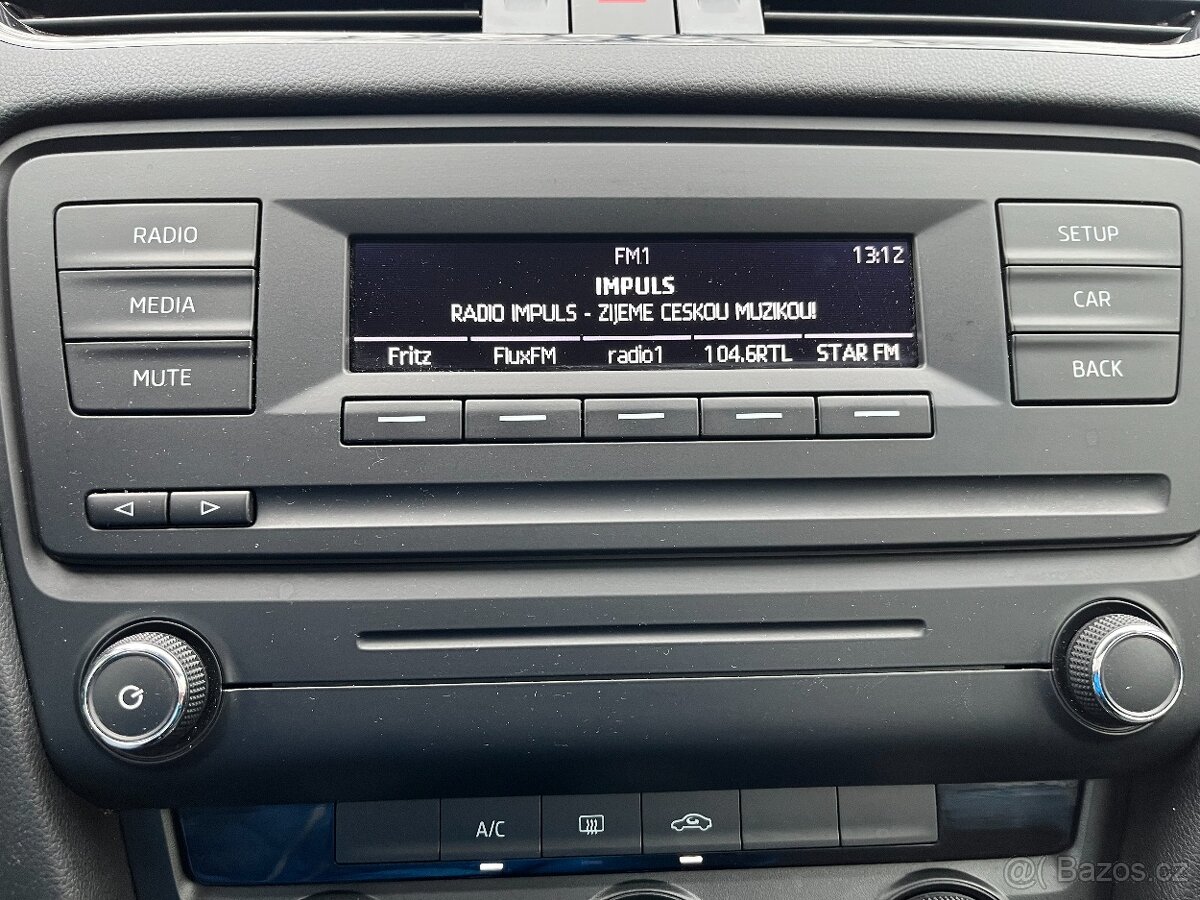 RADIO
MEDIA
MUTE
FM1
13:12
IMPULS
RADIO IMPULS - ZIJEME CESKOU MUZIKOU!
Fritz FluxFM radio1 104.6RTL STAR FM
SETUP
CAR
BACK
A/C
@( Bazos.cz